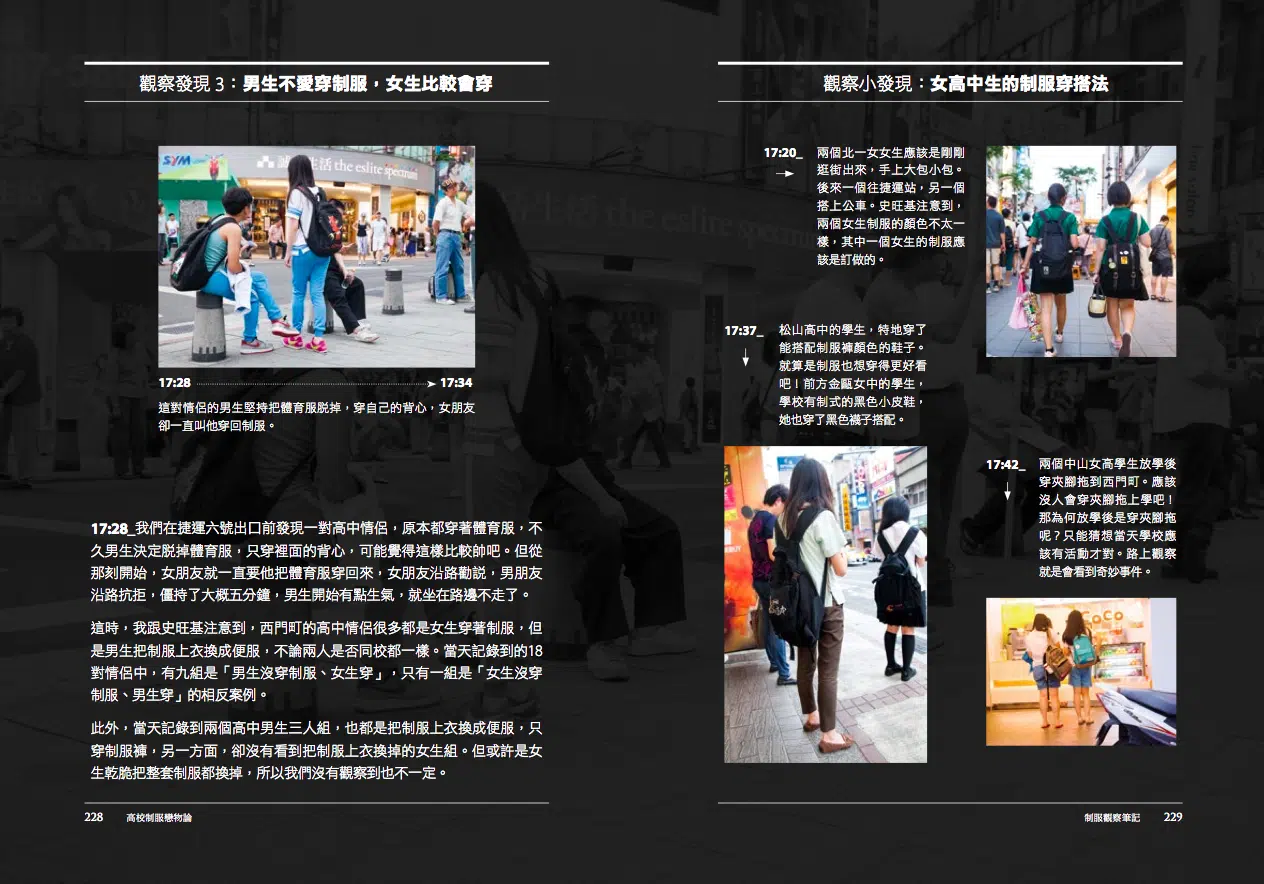 觀察發現 3：男生不愛穿制服，女生比較會穿
SYM
誠品生活 the eslite spectrum
17:28
17:34
這對情侶的男生堅持把體育服脫掉，穿自己的背心，女朋友
卻一直叫他穿回制服。
17:28_我們在捷運六號出口前發現一對高中情侶，原本都穿著體育服，不
久男生決定脫掉體育服，只穿裡面的背心，可能覺得這樣比較帥吧。但從
那刻開始，女朋友就一直要他把體育服穿回來，女朋友沿路勸說，男朋友
沿路抗拒，僵持了大概五分鐘，男生開始有點生氣，就坐在路邊不走了。
這時，我跟史旺基注意到，西門町的高中情侶很多都是女生穿著制服，但
是男生把制服上衣換成便服，不論兩人是否同校都一樣。當天記錄到的18
對情侶中，有九組是「男生沒穿制服、女生穿」，只有一組是「女生沒穿
制服、男生穿」的相反案例。
此外，當天記錄到兩個高中男生三人組，也都是把制服上衣換成便服，只
穿制服褲，另一方面，卻沒有看到把制服上衣換掉的女生組。但或許是女
生乾脆把整套制服都換掉，所以我們沒有觀察到也不一定。
228 高校制服戀物論
觀察小發現：女高中生的制服穿搭法
17:20_
兩個北一女女生應該是剛剛
逛街出來，手上大包小包。
後來一個往捷運站，另一個
搭上公車。史旺基注意到，
兩個女生制服的顏色不太一
樣，其中一個女生的制服應
該是訂做的。
17:37_
松山高中的學生，特地穿了
能搭配制服褲顏色的鞋子。
就算是制服也想穿得更好看
吧！前方金甌女中的學生，
學校有制式的黑色小皮鞋，
她也穿了黑色襪子搭配。
17:42_
兩個中山女高學生放學後
穿夾腳拖到西門町。應該
沒人會穿夾腳拖上學吧！
那為何放學後是穿夾腳拖
呢？只能猜想當天學校應
該有活動才對。路上觀察
就是會看到奇妙事件。
CoCo
制服觀察筆記 229